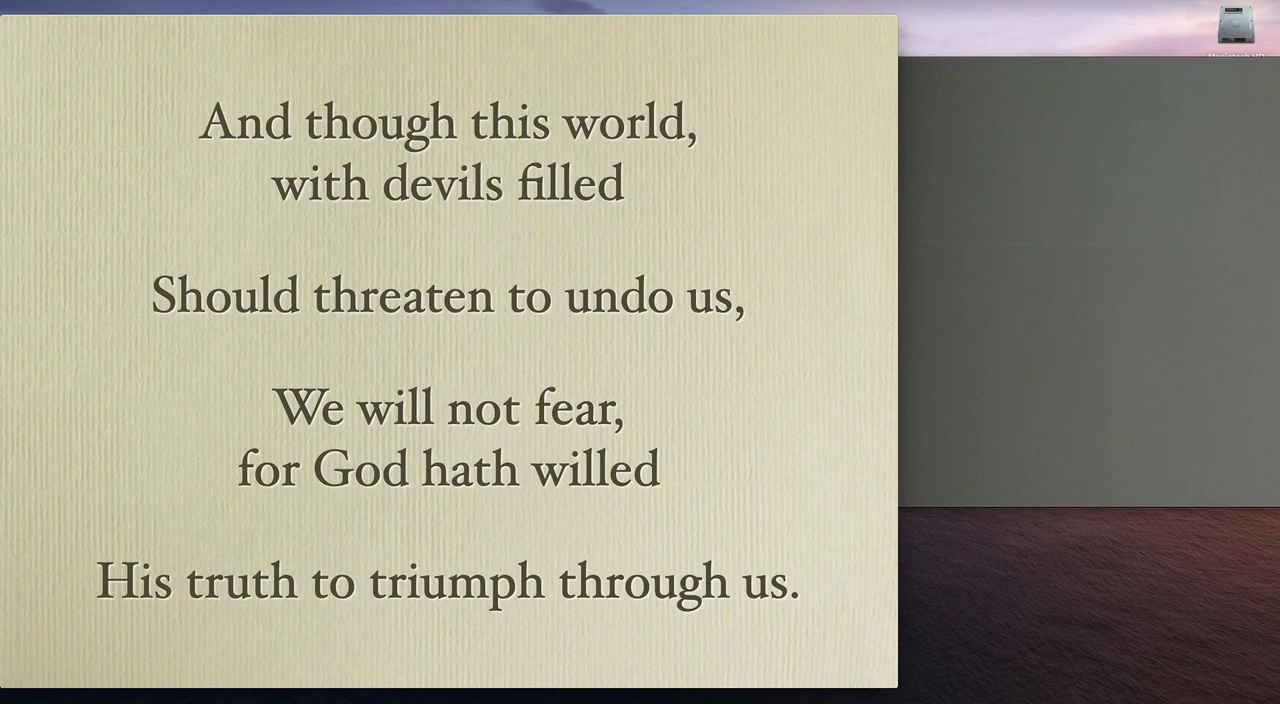 And though this world,
with devils filled
Should threaten to undo us,
We will not fear,
for God hath willed
His truth to triumph through us.